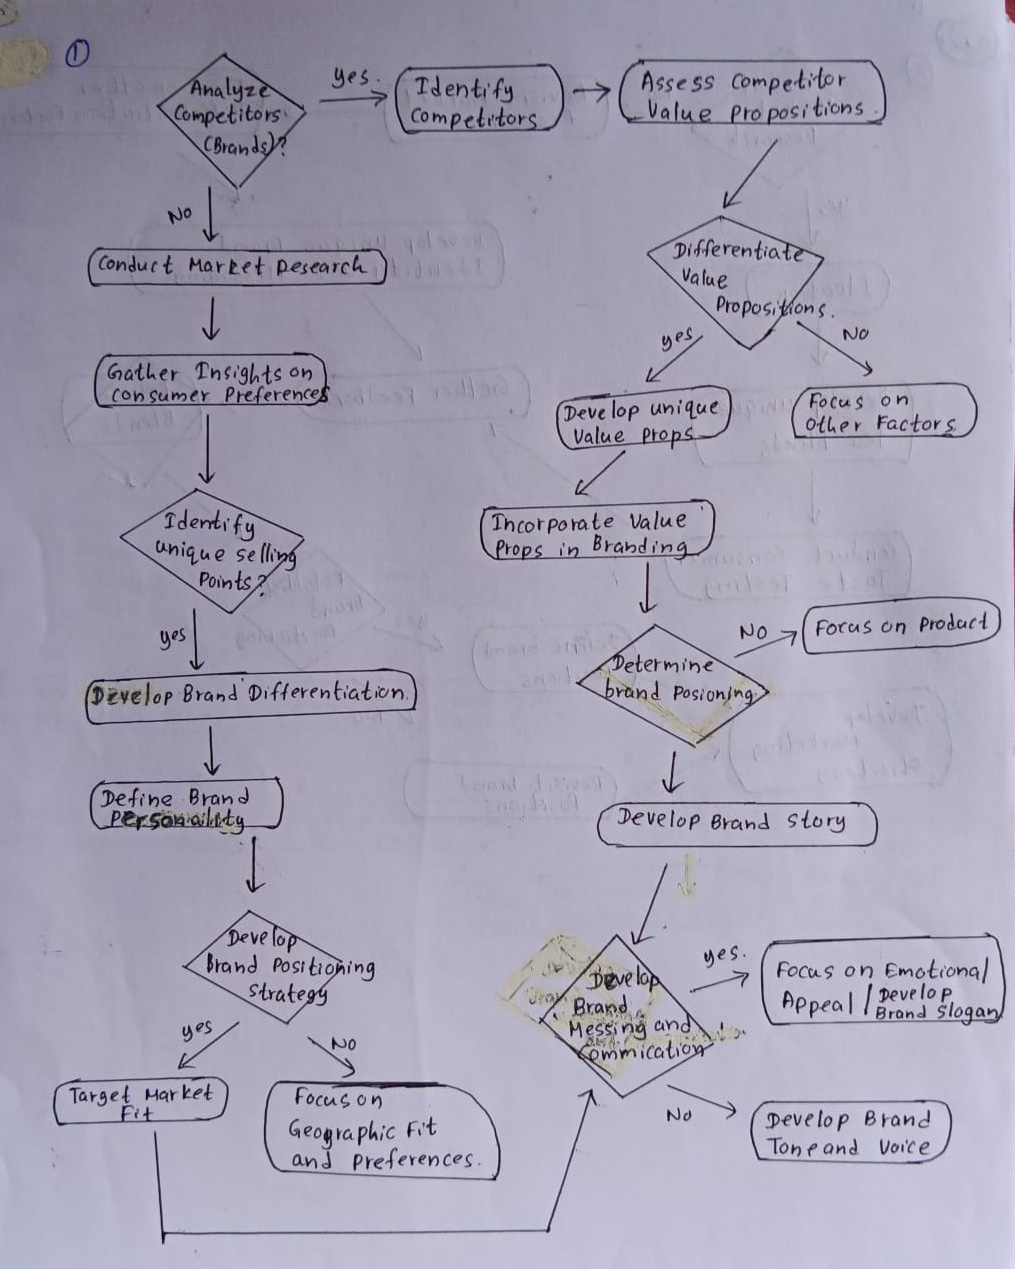 1
Analyze
Competitors
(Brands)?
yes.
Identify
Competitors
Assess Competitor
Value Propositions.
No
Conduct Market Research
Differentiate
Value
Propositions.
yes
No
Gather Insights on
Consumer Preferences
Develop unique
Value Props
Focus on
Other Factors
Identify
unique selling
Points?
Incorporate Value
Props in Branding
yes
Determine
brand Posioning
No
Focus on Product
Develop Brand Differentiation.
Define Brand
Personaility
Develop Brand Story
Develop
Brand Positioning
Strategy
Develop
Brand
Messing and
Commication
yes.
Focus on Emotional
Appeal / Develop
Brand Slogan
yes
No
Target Market
Fit
Focus on
Geographic Fit
and Preferences.
No
Develop Brand
Tone and Voice